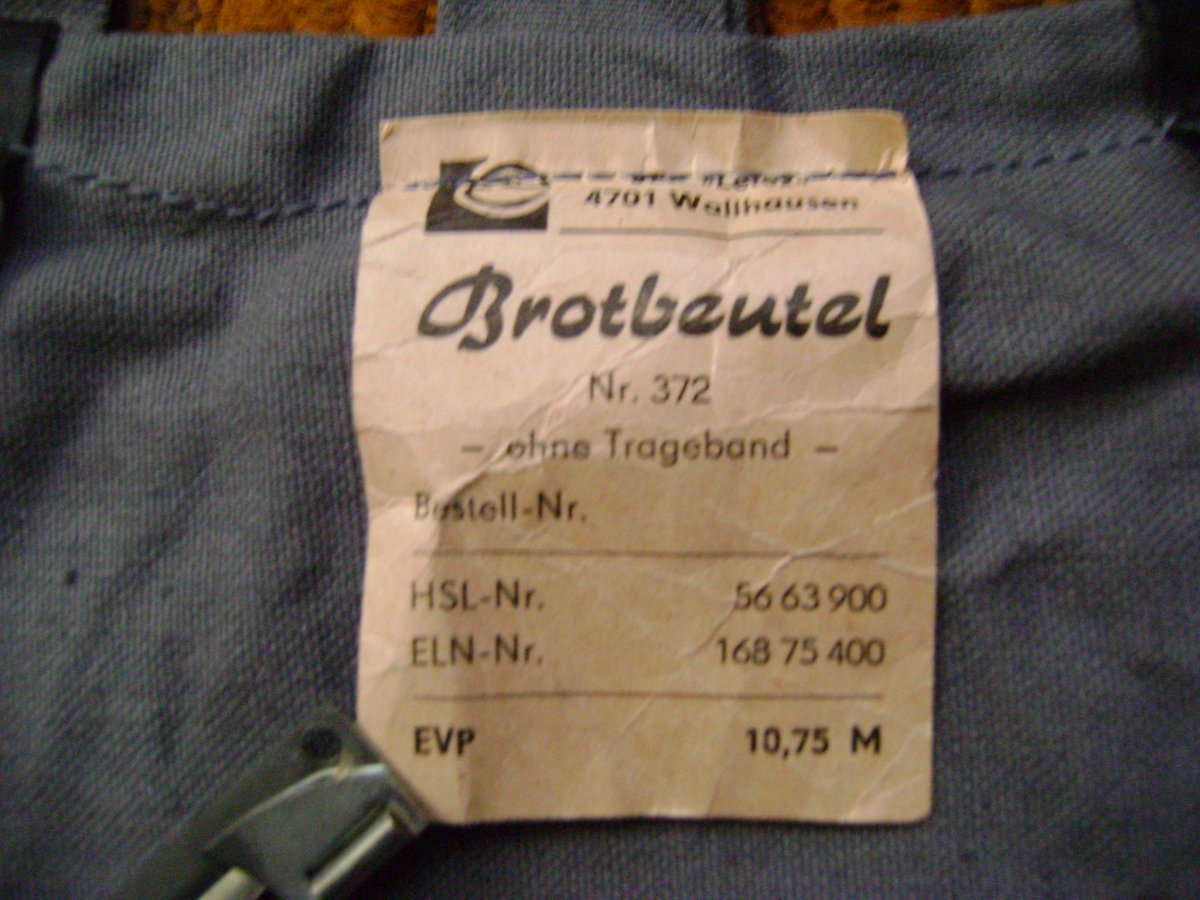 4701 Wallhausen
Brotbeutel
Nr. 372
– ohne Trageband –
Bestell-Nr.
HSL-Nr. 56 63 900
ELN-Nr. 168 75 400
EVP 10,75 M